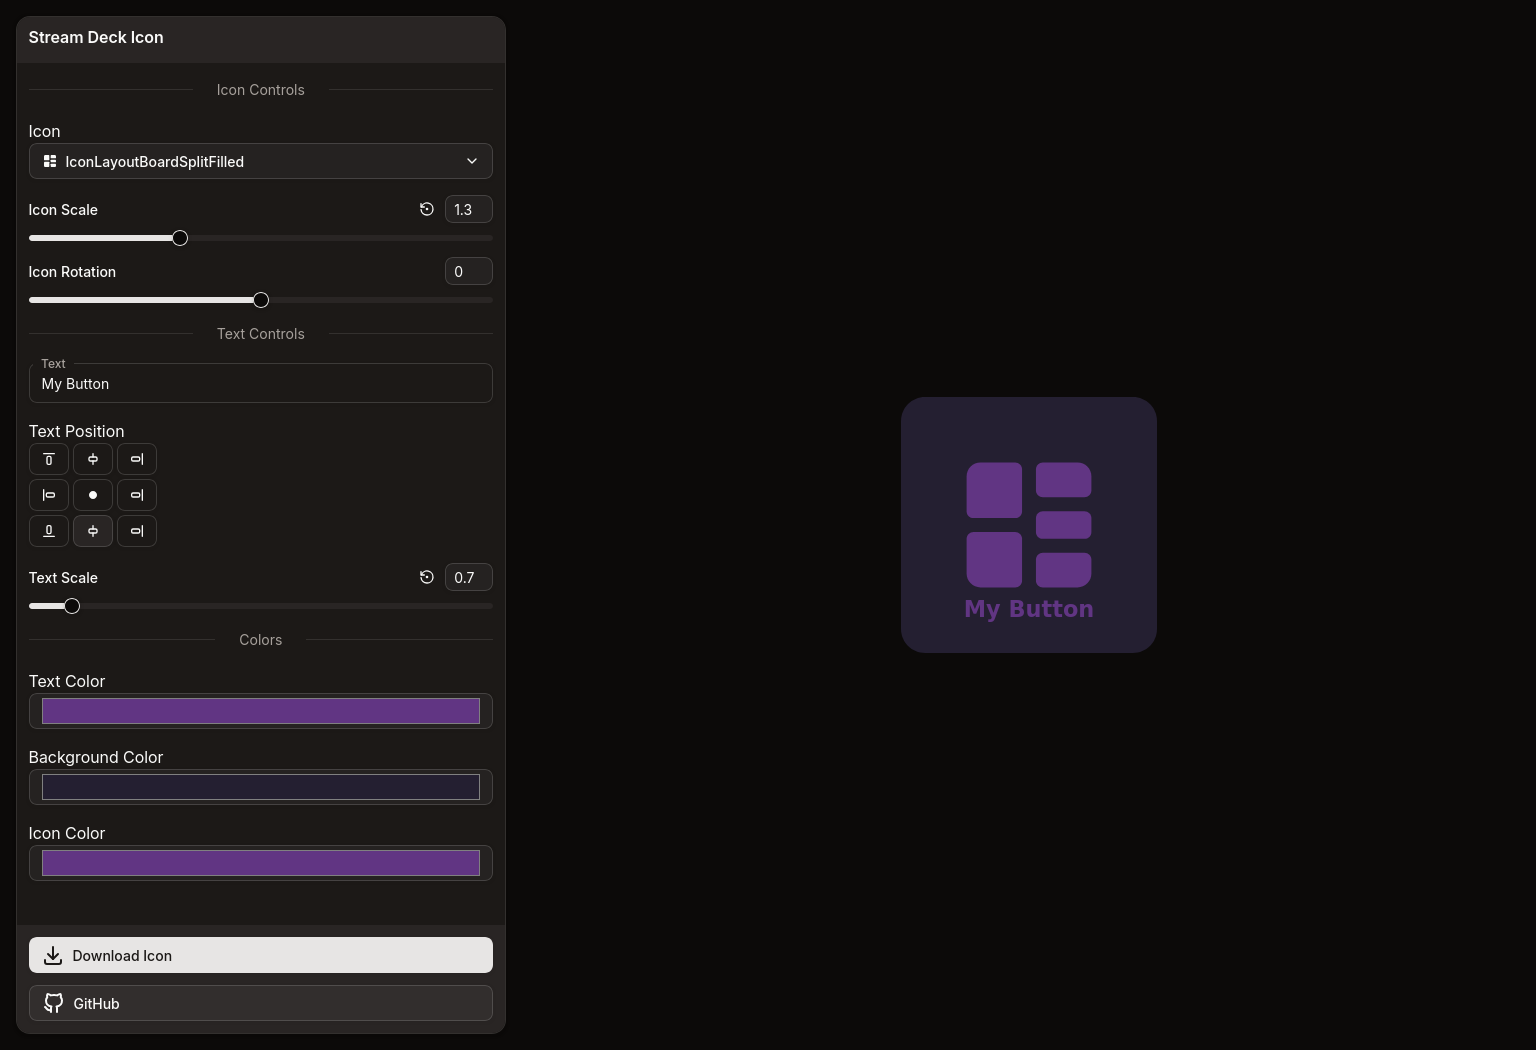 Stream Deck Icon
Icon Controls
Icon
IconLayoutBoardSplitFilled
Icon Scale
1.3
Icon Rotation
0
Text Controls
Text
My Button
Text Position
Text Scale
0.7
Colors
Text Color
Background Color
Icon Color
Download Icon
GitHub
My Button